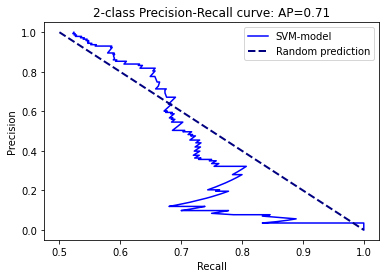 2-class Precision-Recall curve: AP=0.71
SVM-model
Random prediction
Precision
1.0
0.8
0.6
0.4
0.2
0.0
0.5
0.6
0.7
0.8
0.9
1.0
Recall